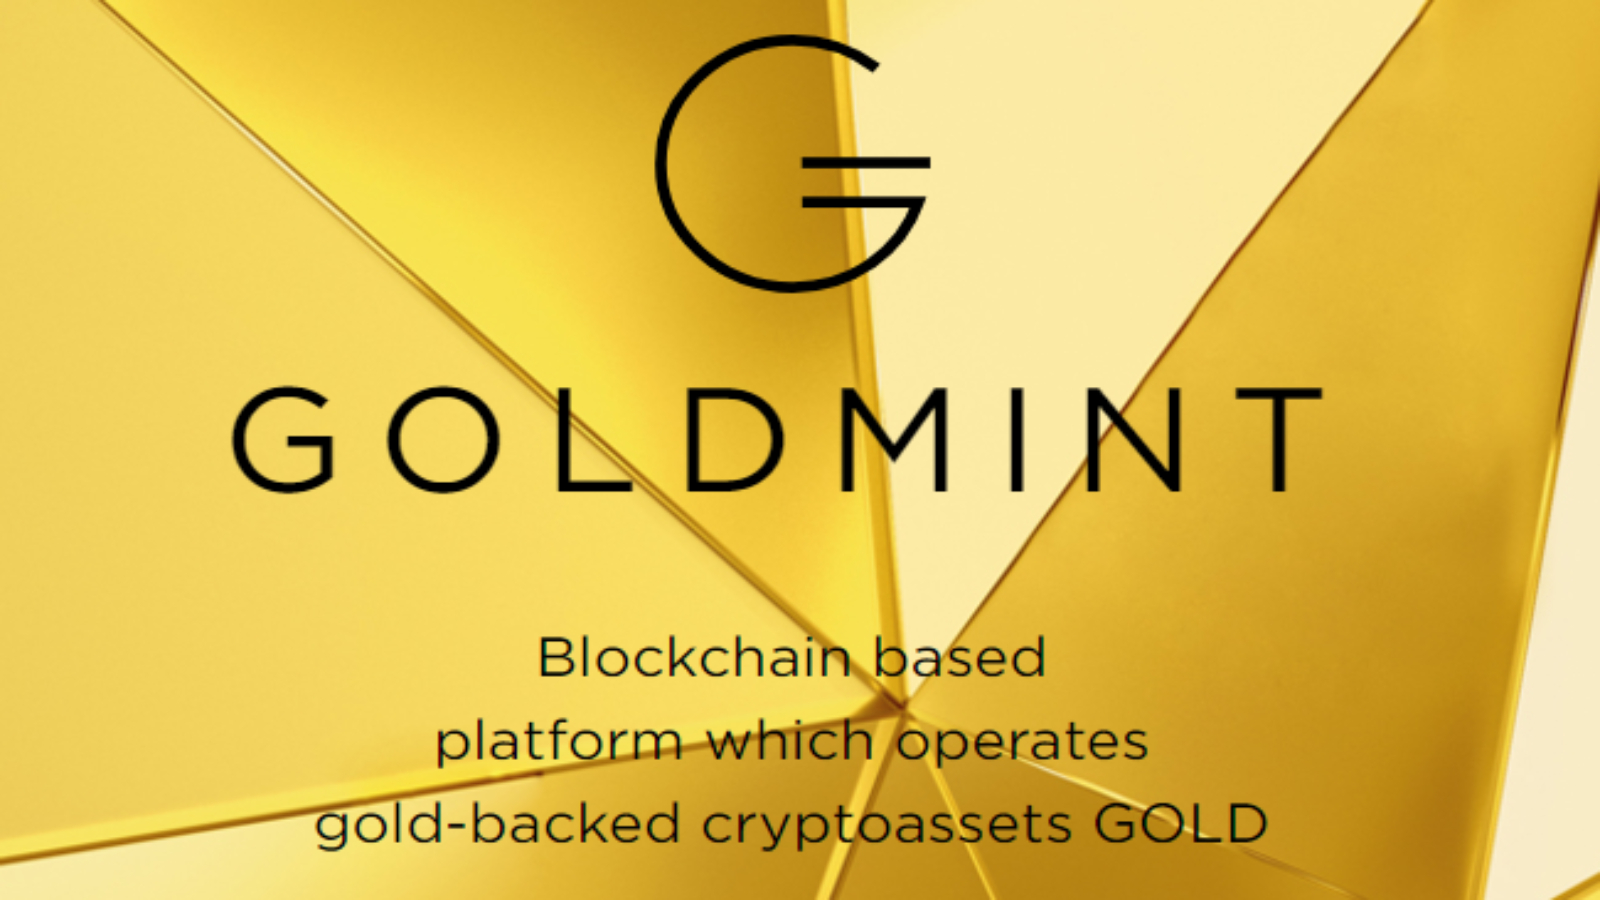 GOLDMINT
Blockchain based
platform which operates
gold-backed cryptoassets GOLD